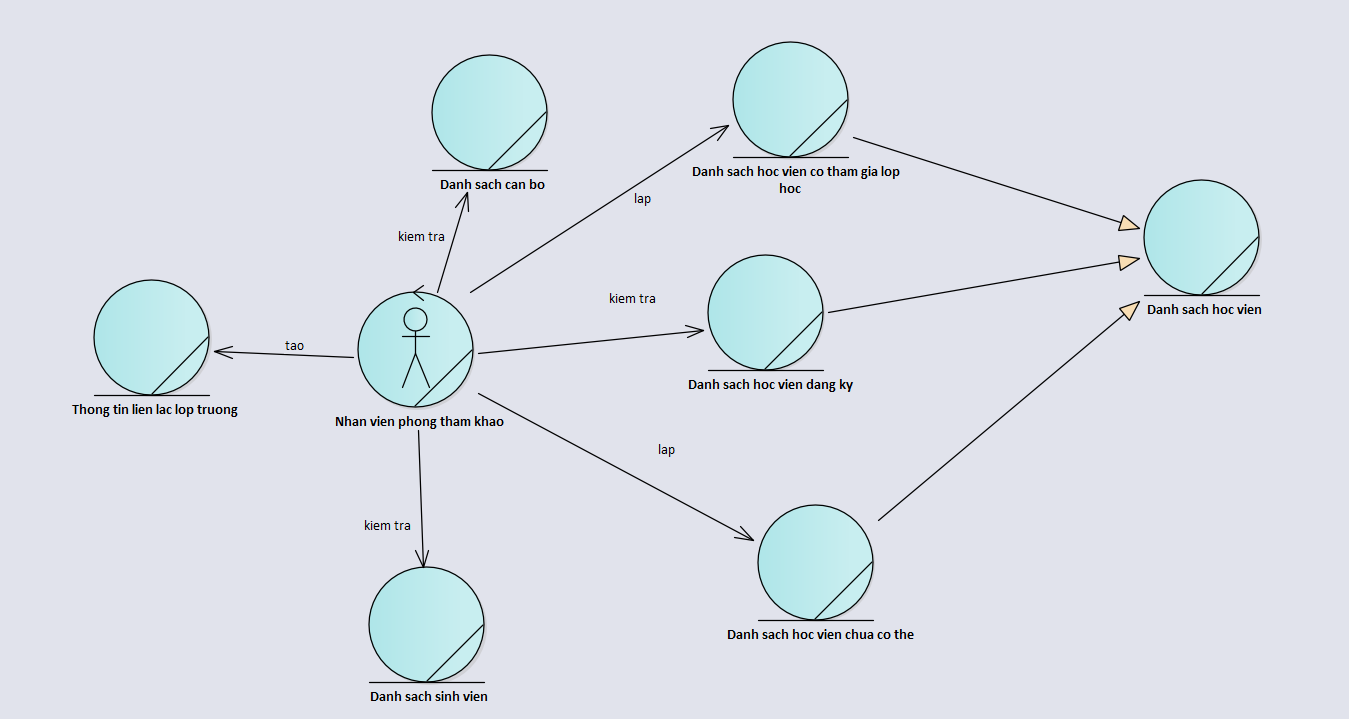 Danh sach can bo
Danh sach hoc vien co tham gia lop
hoc
lap
kiem tra
Danh sach hoc vien
kiem tra
tao
Thong tin lien lac lop truong
Nhan vien phong tham khao
Danh sach hoc vien dang ky
lap
kiem tra
Danh sach hoc vien chua co the
Danh sach sinh vien